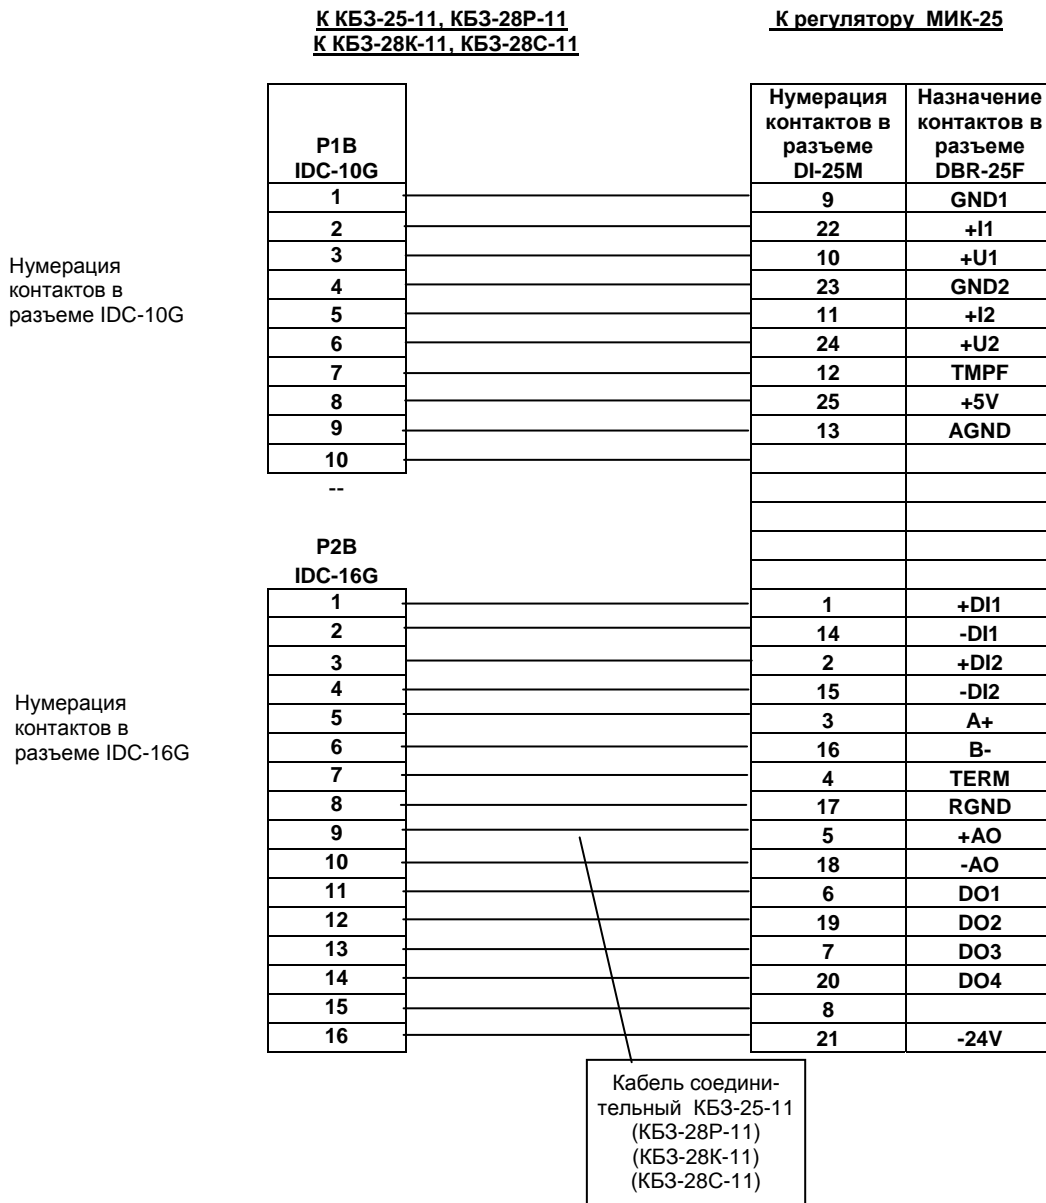 К КБЗ-25-11, КБЗ-28Р-11
К КБЗ-28К-11, КБЗ-28С-11
К регулятору МИК-25
Р1В
IDC-10G
Нумерация
контактов в
разъеме
DI-25M
Назначение
контактов в
разъеме
DBR-25F
1 9 GND1
2 22 +I1
3 10 +U1
4 23 GND2
5 11 +I2
6 24 +U2
7 12 TMPF
8 25 +5V
9 13 AGND
10
--
Нумерация
контактов в
разъеме IDC-10G
Р2В
IDC-16G
1 1 +DI1
2 14 -DI1
3 2 +DI2
4 15 -DI2
5 3 A+
6 16 B-
7 4 TERM
8 17 RGND
9 5 +AO
10 18 -AO
11 6 DO1
12 19 DO2
13 7 DO3
14 20 DO4
15 8
16 21 -24V
Нумерация
контактов в
разъеме IDC-16G
Кабель соедини-
тельный КБЗ-25-11
(КБЗ-28Р-11)
(КБЗ-28К-11)
(КБЗ-28С-11)